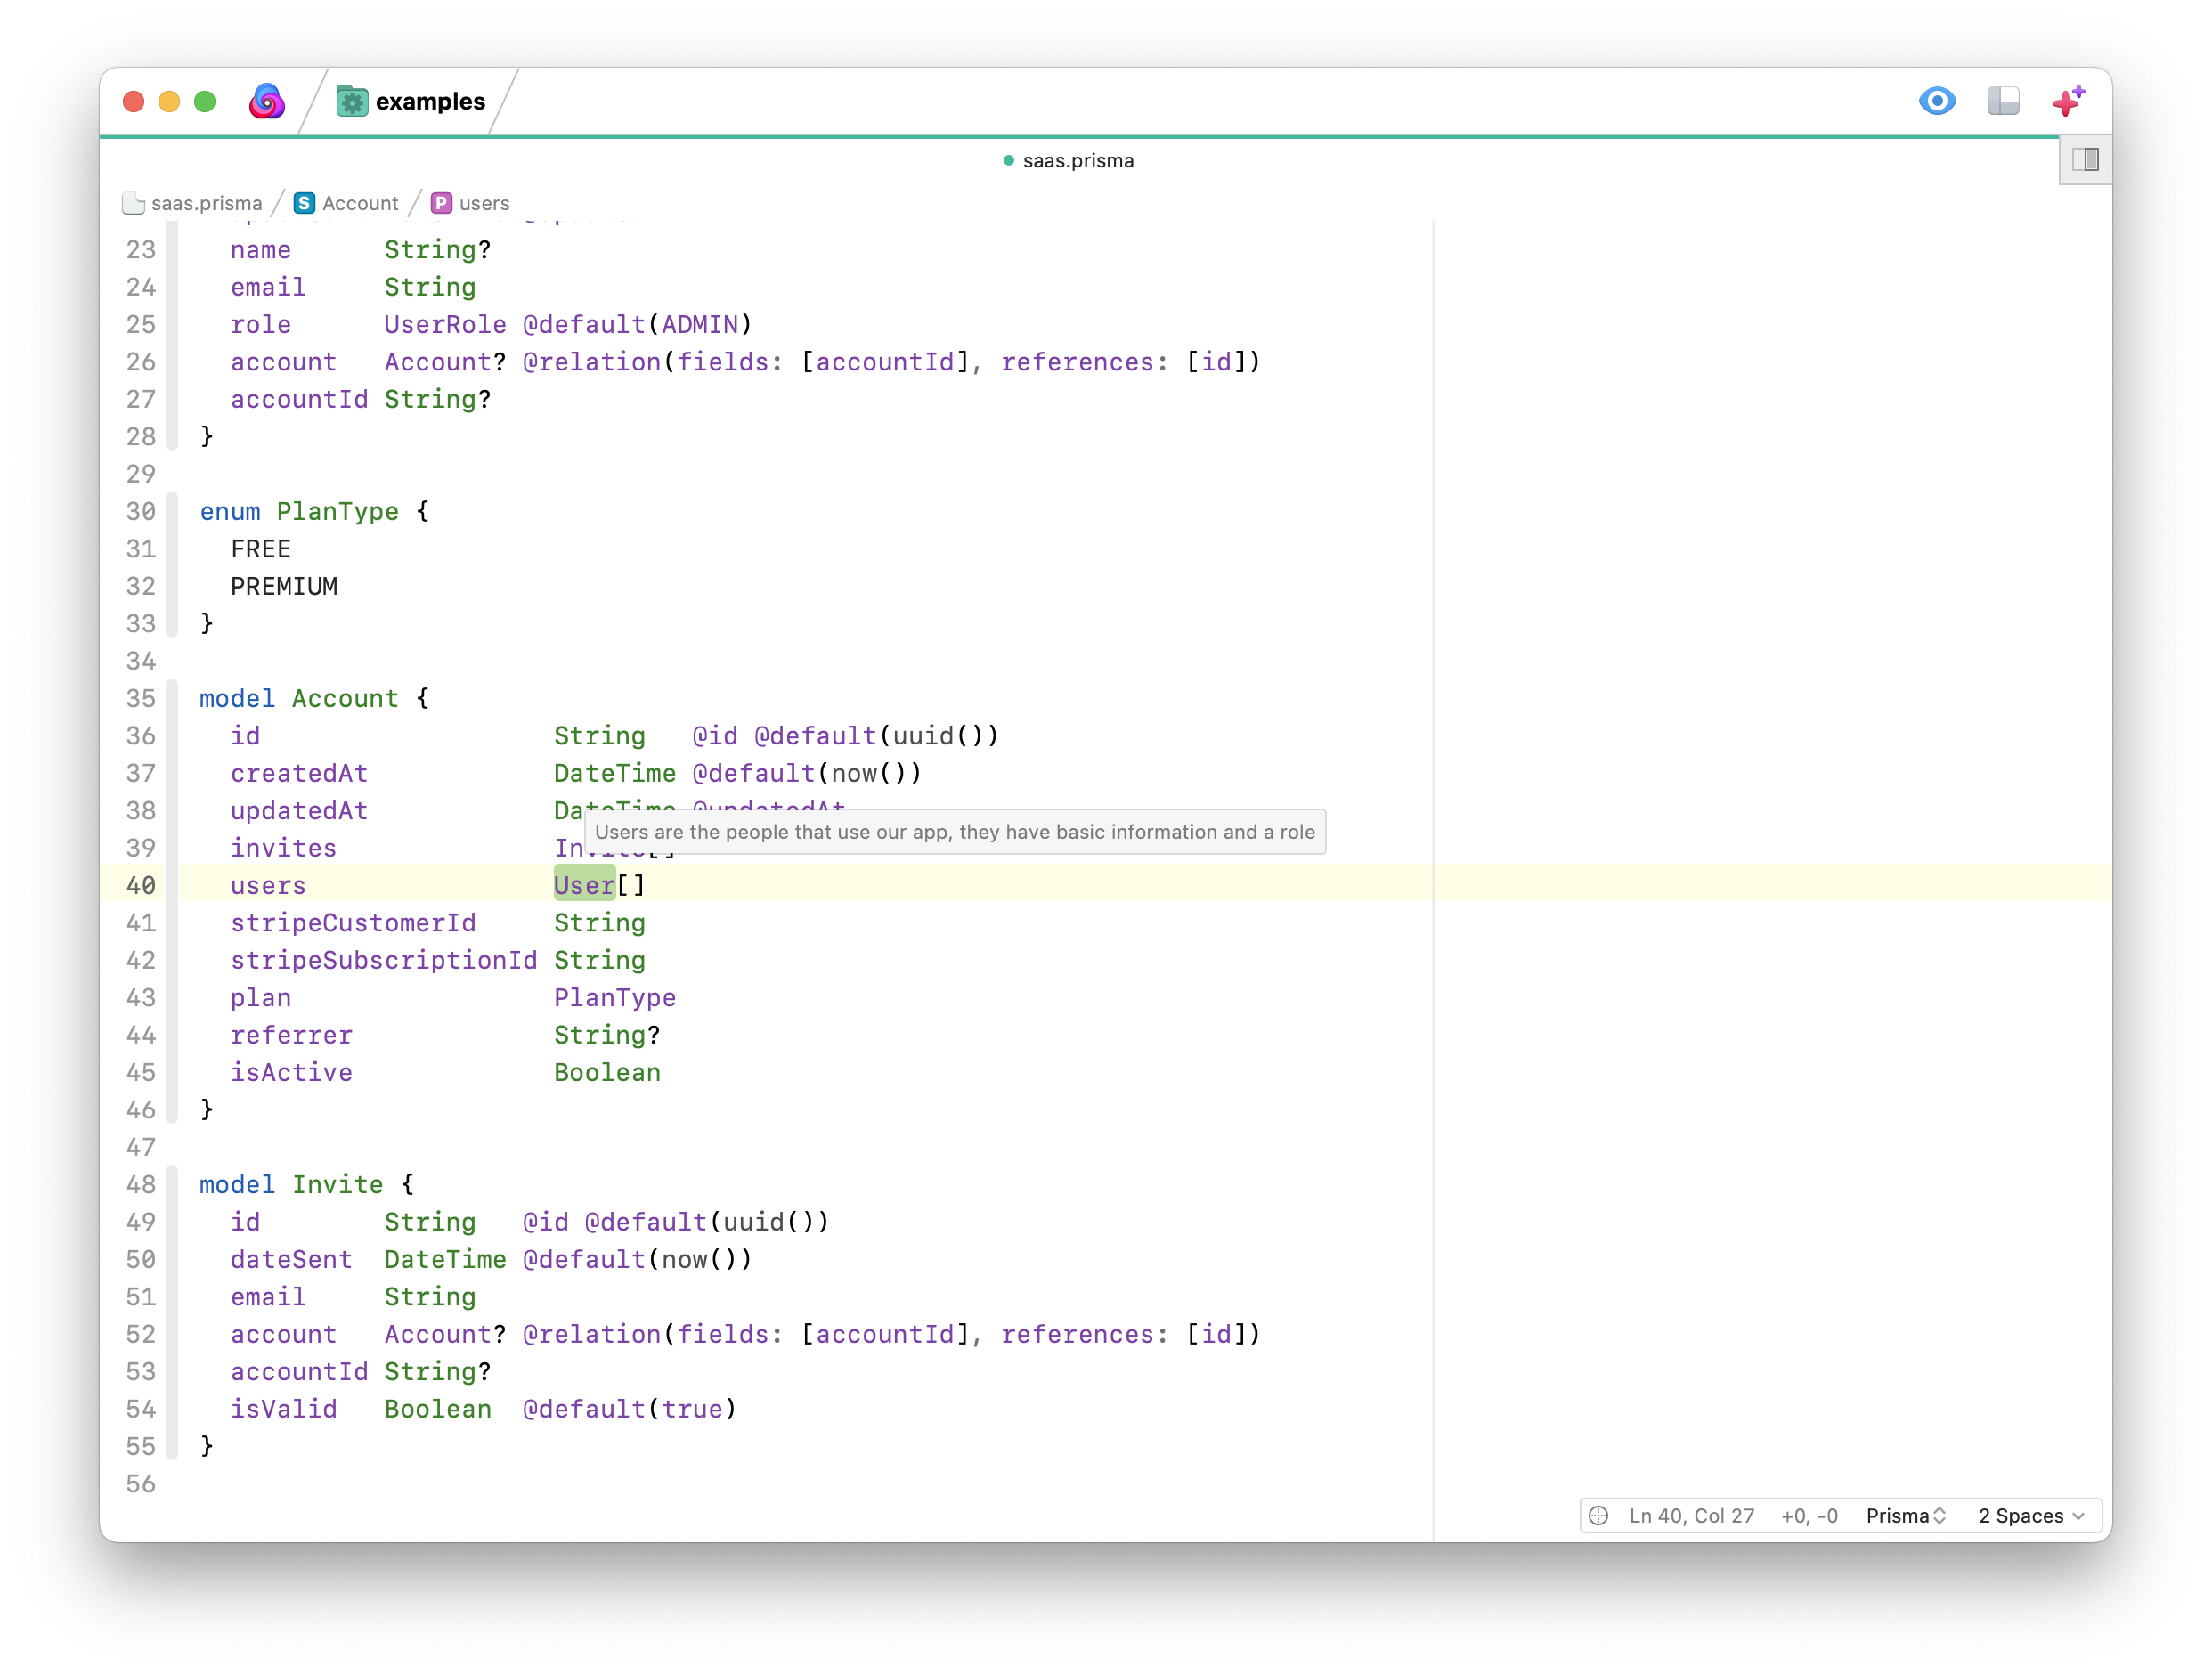 examples
saas.prisma
saas.prisma S Account P users
23 name String?
24 email String
25 role UserRole @default(ADMIN)
26 account Account? @relation(fields: [accountId], references: [id])
27 accountId String?
28 }
29
30 enum PlanType {
31 FREE
32 PREMIUM
33 }
34
35 model Account {
36 id String @id @default(uuid())
37 createdAt DateTime @default(now())
38 updatedAt DateTime @updatedAt
Users are the people that use our app, they have basic information and a role
39 invites Invite[]
40 users User[]
41 stripeCustomerId String
42 stripeSubscriptionId String
43 plan PlanType
44 referrer String?
45 isActive Boolean
46 }
47
48 model Invite {
49 id String @id @default(uuid())
50 dateSent DateTime @default(now())
51 email String
52 account Account? @relation(fields: [accountId], references: [id])
53 accountId String?
54 isValid Boolean @default(true)
55 }
56
Ln 40, Col 27 +0, -0 Prisma 2 Spaces